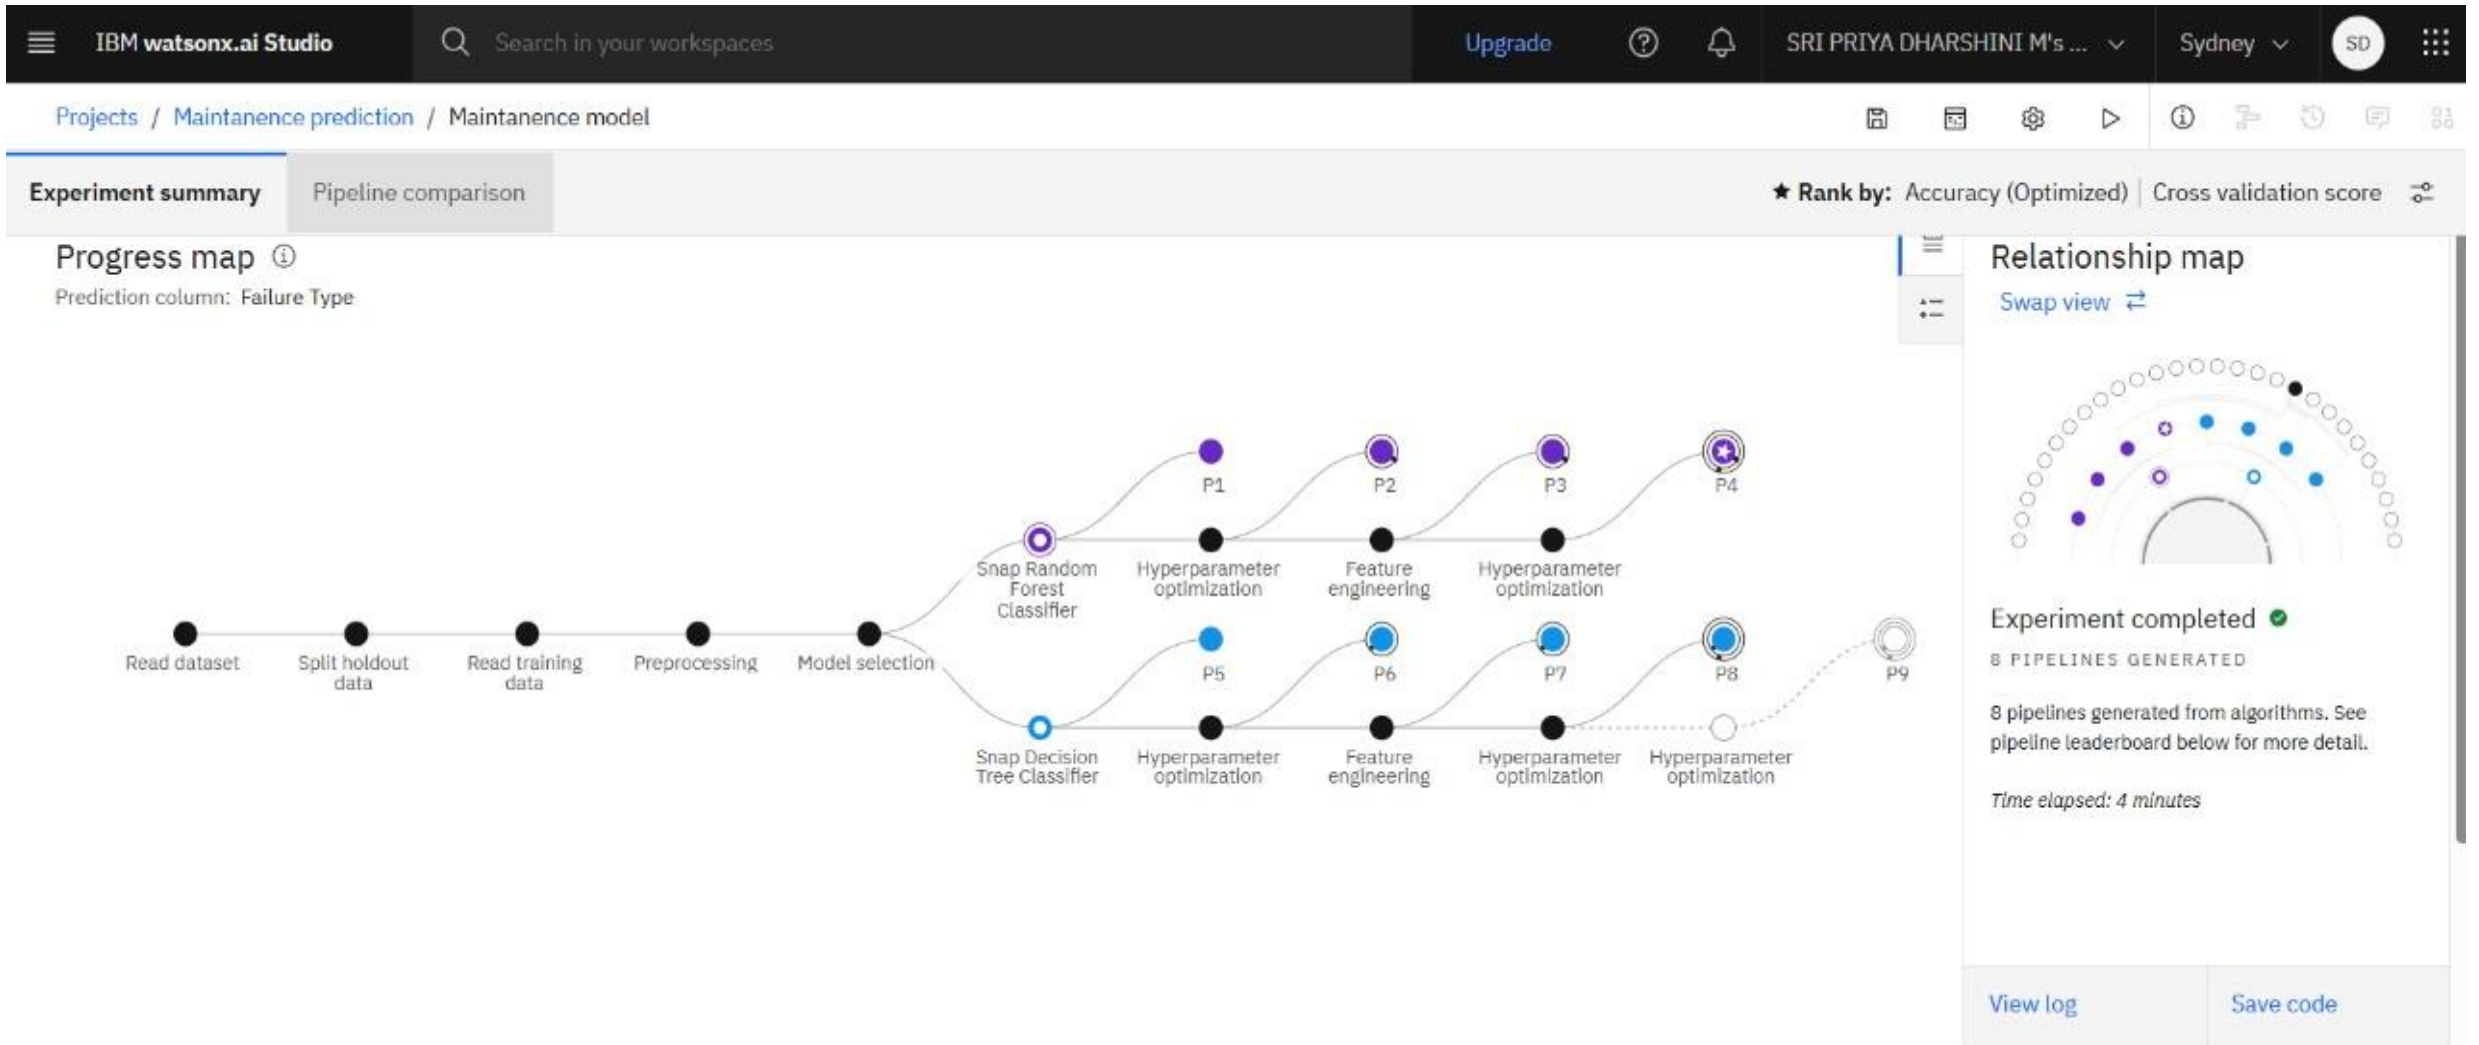 IBM watsonx.ai Studio
Search in your workspaces
Upgrade
SRI PRIYA DHARSHINI M's ...
Sydney
SD
Projects / Maintanence prediction / Maintanence model
Experiment summary
Pipeline comparison
★ Rank by: Accuracy (Optimized) | Cross validation score
Progress map
Prediction column: Failure Type
P1
P2
P3
P4
Snap Random
Forest
Classifier
Hyperparameter
optimization
Feature
engineering
Hyperparameter
optimization
Read dataset
Split holdout
data
Read training
data
Preprocessing
Model selection
P5
P6
P7
P8
P9
Snap Decision
Tree Classifier
Hyperparameter
optimization
Feature
engineering
Hyperparameter
optimization
Hyperparameter
optimization
Relationship map
Swap view
Experiment completed
8 PIPELINES GENERATED
8 pipelines generated from algorithms. See
pipeline leaderboard below for more detail.
Time elapsed: 4 minutes
View log
Save code